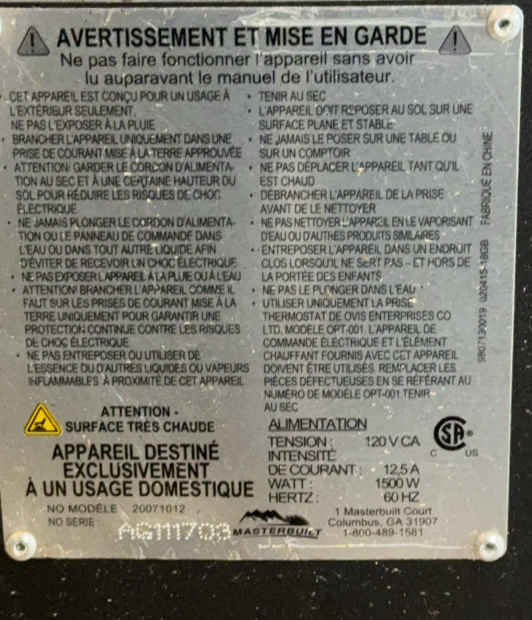 AVERTISSEMENT ET MISE EN GARDE
Ne pas faire fonctionner l'appareil sans avoir
lu auparavant le manuel de l'utilisateur.
• CET APPAREIL EST CONÇU POUR UN USAGE À
L'EXTÉRIEUR SEULEMENT,
NE PAS L'EXPOSER À LA PLUIE
• BRANCHER L'APPAREIL UNIQUEMENT DANS UNE
PRISE DE COURANT MISE À LA TERRE APPROUVÉE
• ATTENTION: GARDER LE CORDON D'ALIMENTA-
TION AU SEC ET À UNE CERTAINE HAUTEUR DU
SOL POUR RÉDUIRE LES RISQUES DE CHOC
ÉLECTRIQUE
• NE JAMAIS PLONGER LE CORDON D'ALIMENTA-
TION OU LE PANNEAU DE COMMANDE DANS
L'EAU OU DANS TOUT AUTRE LIQUIDE AFIN
D'ÉVITER DE RECEVOIR UN CHOC ÉLECTRIQUE
• NE PAS EXPOSER L'APPAREIL À LA PLUIE OU À L'EAU
• ATTENTION BRANCHER L'APPAREIL COMME IL
FAUT SUR LES PRISES DE COURANT MISE À LA
TERRE UNIQUEMENT POUR GARANTIR UNE
PROTECTION CONTINUE CONTRE LES RISQUES
DE CHOC ÉLECTRIQUE
• NE PAS ENTREPOSER OU UTILISER DE
L'ESSENCE OU D'AUTRES LIQUIDES OU VAPEURS
INFLAMMABLES À PROXIMITÉ DE CET APPAREIL
ATTENTION -
SURFACE TRÈS CHAUDE
APPAREIL DESTINÉ
EXCLUSIVEMENT
À UN USAGE DOMESTIQUE
NO MODÈLE 20071012
NO SERIE : AG111703
• TENIR AU SEC
• L'APPAREIL DOIT REPOSER AU SOL SUR UNE
SURFACE PLANE ET STABLE
• NE JAMAIS LE POSER SUR UNE TABLE OU
SUR UN COMPTOIR
• NE PAS DÉPLACER L'APPAREIL TANT QU'IL
EST CHAUD
• DÉBRANCHER L'APPAREIL DE LA PRISE
AVANT DE LE NETTOYER
• NE PAS NETTOYER L'APPAREIL EN LE VAPORISANT
D'EAU OU D'AUTRES PRODUITS SIMILAIRES
• ENTREPOSER L'APPAREIL DANS UN ENDROIT
CLOS LORSQU'IL NE SERT PAS – ET HORS DE
LA PORTÉE DES ENFANTS
• NE PAS LE PLONGER DANS L'EAU
• UTILISER UNIQUEMENT LA PRISE
THERMOSTAT DE OVIS ENTERPRISES CO
LTD. MODELE OPT-001. L'APPAREIL DE
COMMANDE ÉLECTRIQUE ET L'ÉLÉMENT
CHAUFFANT FOURNIS AVEC CET APPAREIL
DOIVENT ÊTRE UTILISÉS. REMPLACER LES
PIÈCES DÉFECTUEUSES EN SE RÉFÉRANT AU
NUMÉRO DE MODÈLE OPT-001 TENIR
AU SEC
ALIMENTATION
TENSION : 120 V CA
INTENSITÉ
DE COURANT : 12,5 A
WATT : 1500 W
HERTZ : 60 HZ
SA®
C US
MASTERBUILT
1 Masterbuilt Court
Columbus, GA 31907
1-800-489-1581
FABRIQUÉ EN CHINE